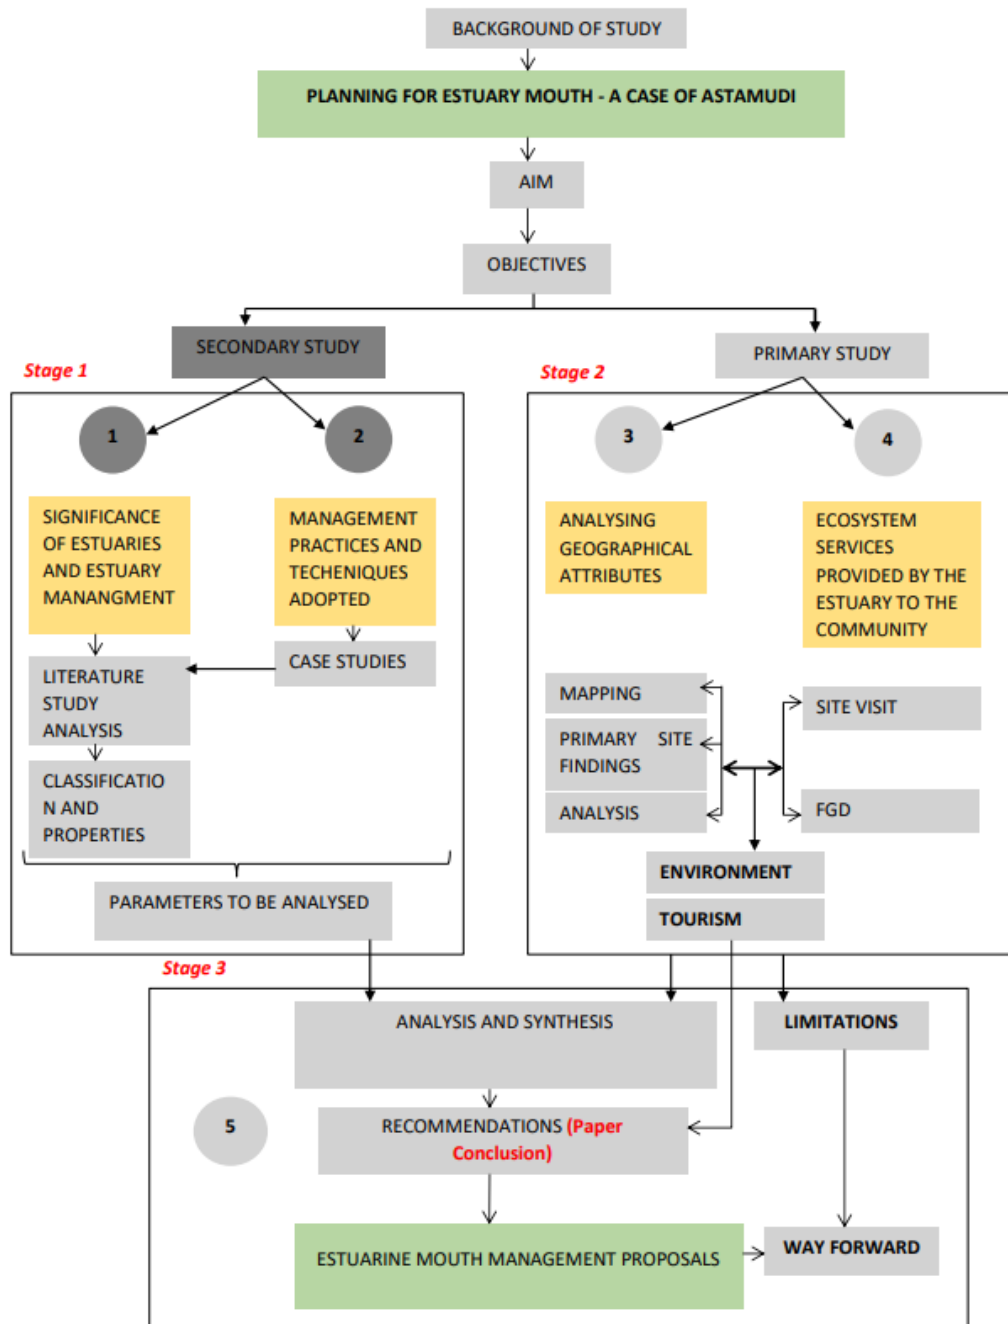 BACKGROUND OF STUDY
PLANNING FOR ESTUARY MOUTH - A CASE OF ASTAMUDI
AIM
OBJECTIVES
SECONDARY STUDY
PRIMARY STUDY
Stage 1
Stage 2
1
2
3
4
SIGNIFICANCE
OF ESTUARIES
AND ESTUARY
MANANGMENT
MANAGEMENT
PRACTICES AND
TECHENIQUES
ADOPTED
ANALYSING
GEOGRAPHICAL
ATTRIBUTES
ECOSYSTEM
SERVICES
PROVIDED BY THE
ESTUARY TO THE
COMMUNITY
LITERATURE
STUDY
ANALYSIS
CASE STUDIES
CLASSIFICATIO
N AND
PROPERTIES
MAPPING
PRIMARY SITE
FINDINGS
ANALYSIS
SITE VISIT
FGD
ENVIRONMENT
TOURISM
PARAMETERS TO BE ANALYSED
Stage 3
ANALYSIS AND SYNTHESIS
LIMITATIONS
5
RECOMMENDATIONS (Paper
Conclusion)
ESTUARINE MOUTH MANAGEMENT PROPOSALS
WAY FORWARD